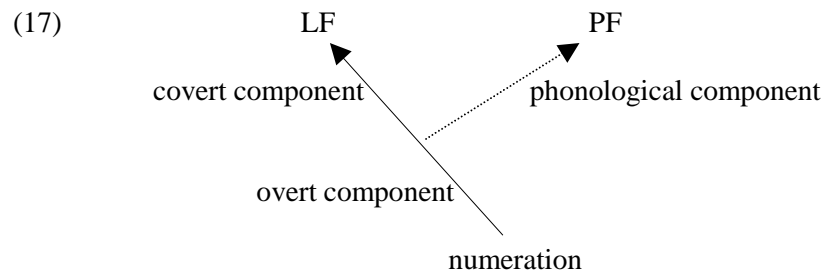 (17) LF PF
covert component phonological component
overt component
numeration